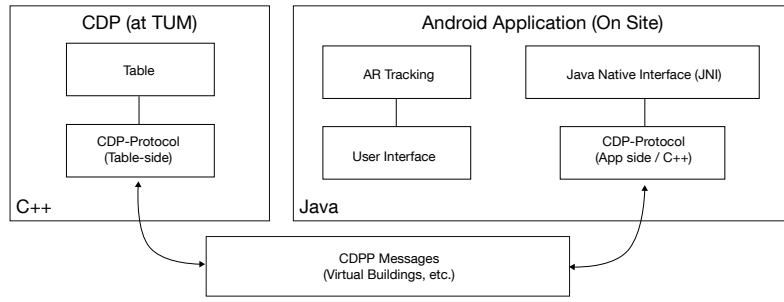 CDP (at TUM)
Table
CDP-Protocol
(Table-side)
C++
Android Application (On Site)
AR Tracking
User Interface
Java Native Interface (JNI)
CDP-Protocol
(App side / C++)
Java
CDPP Messages
(Virtual Buildings, etc.)